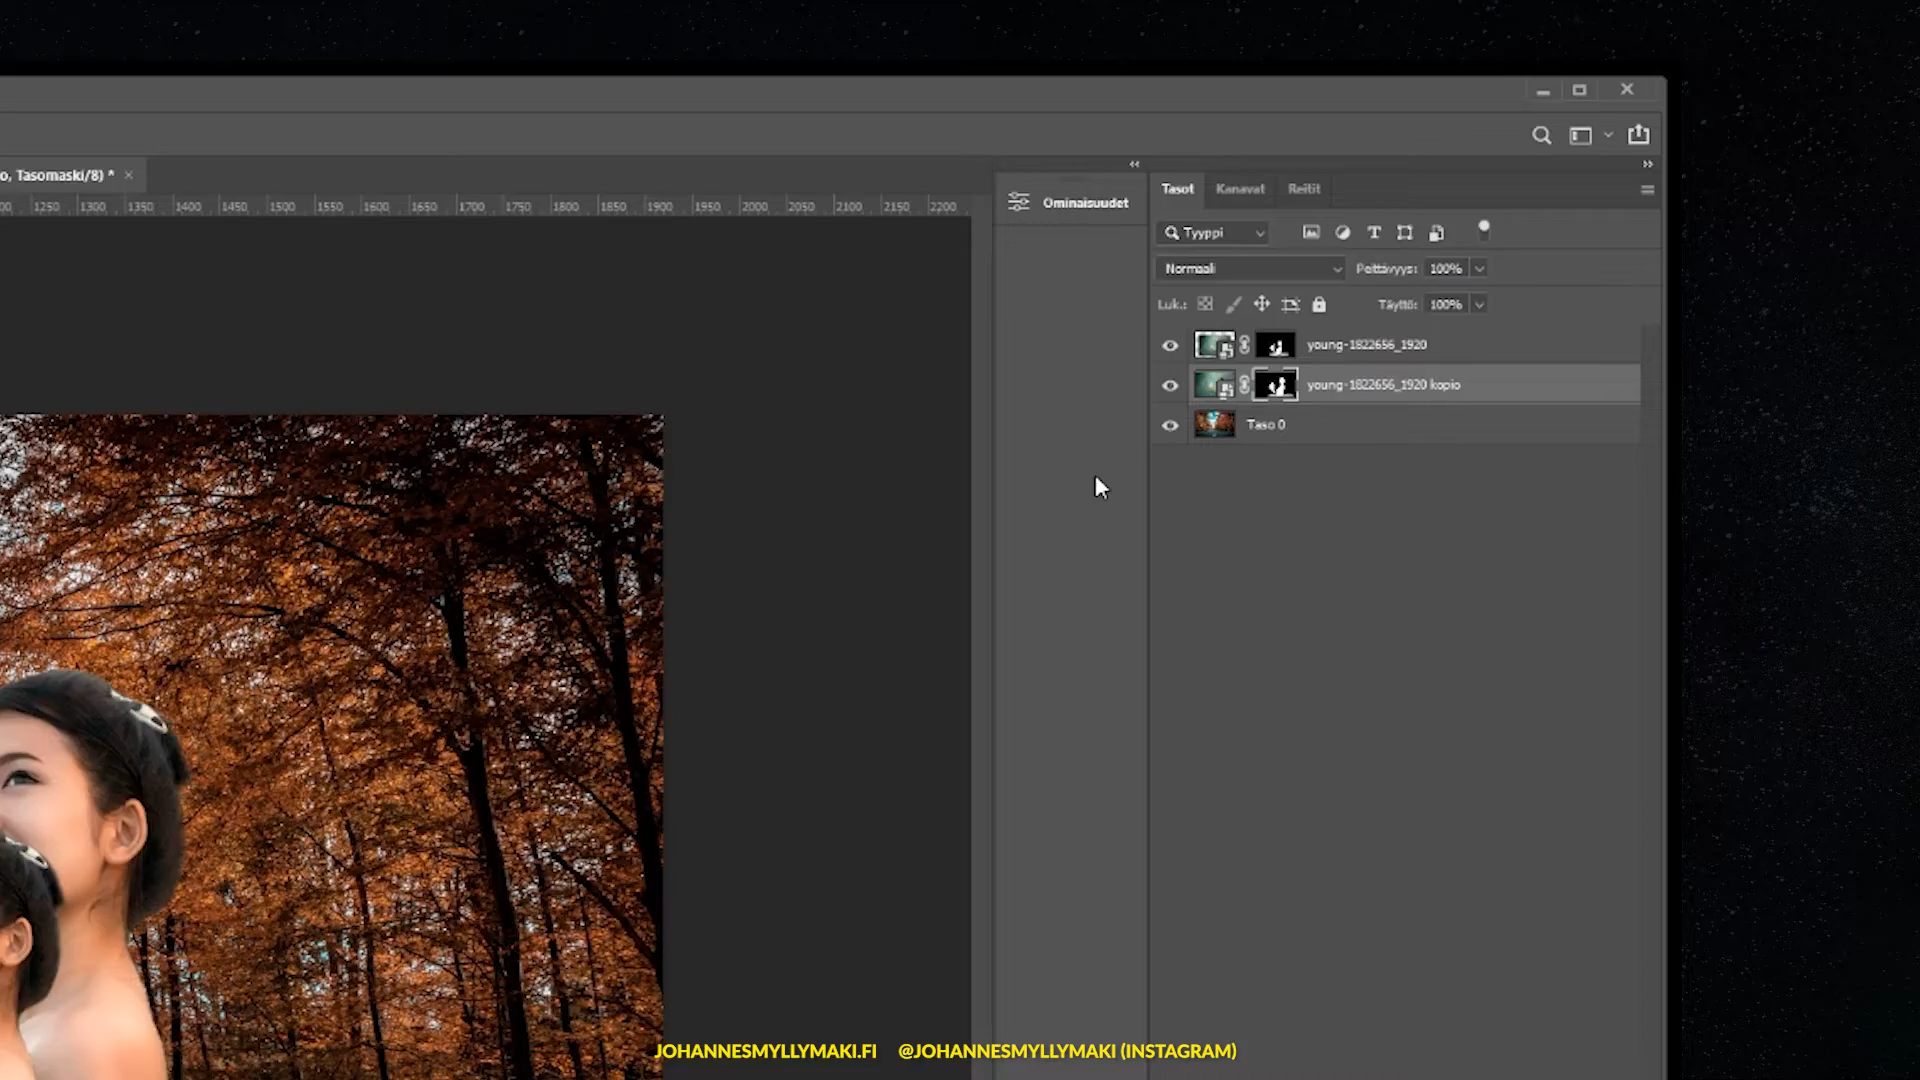 o, Tasomaski/8) *
1250 1300 1350 1400 1450 1500 1550 1600 1650 1700 1750 1800 1850 1900 1950 2000 2050 2100 2150 2200
Ominaisuudet
Tasot Kanavat Reitit
Tyyppi
Normaali Peittävyys: 100%
Luk.: Täyttö: 100%
young-1822656_1920
young-1822656_1920 kopio
Taso 0
JOHANNESMYLLYMAKI.FI @JOHANNESMYLLYMAKI (INSTAGRAM)